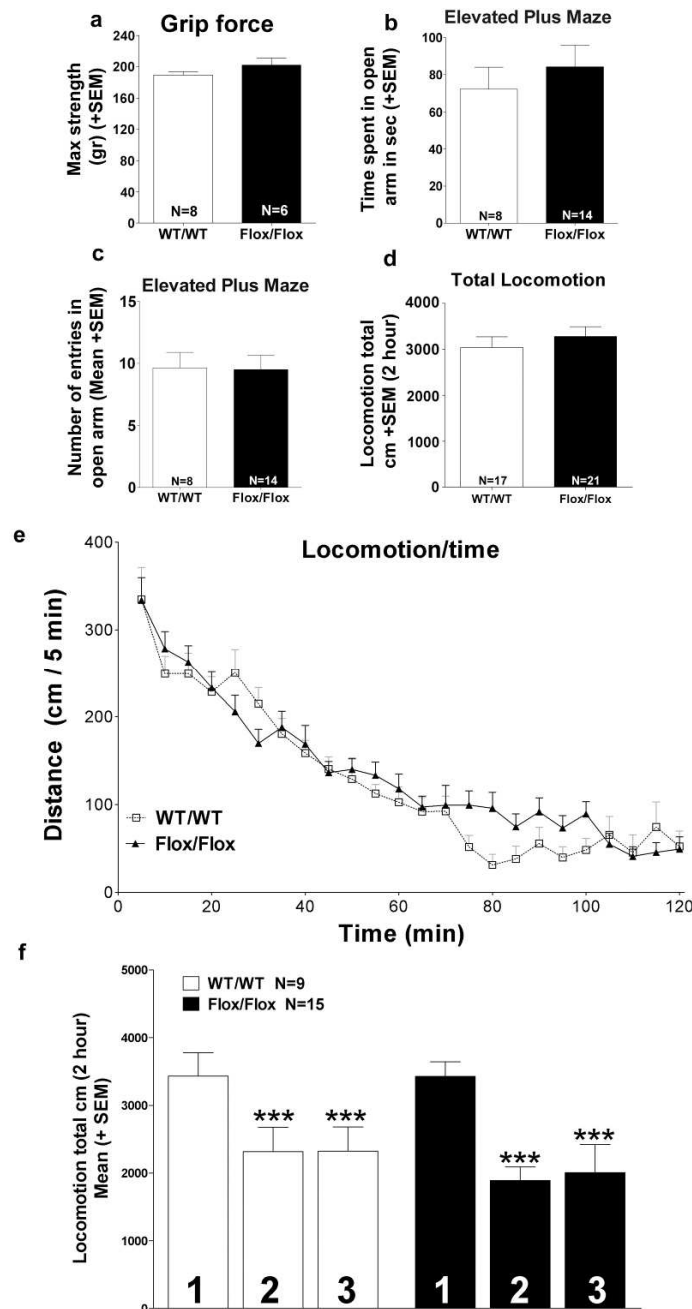 a
Grip force
Max strength
(gr) (+SEM)
240
200
160
120
80
40
0
N=8
N=6
WT/WT
Flox/Flox
b
Elevated Plus Maze
Time spent in open
arm in sec (+SEM)
100
80
60
40
20
0
N=8
N=14
WT/WT
Flox/Flox
c
Elevated Plus Maze
Number of entries in
open arm (Mean +SEM)
15
10
5
0
N=8
N=14
WT/WT
Flox/Flox
d
Total Locomotion
Locomotion total
cm +SEM (2 hour)
4000
3000
2000
1000
0
N=17
N=21
WT/WT
Flox/Flox
e
Locomotion/time
Distance (cm / 5 min)
400
300
200
100
0
WT/WT
Flox/Flox
0
20
40
60
80
100
120
Time (min)
f
Locomotion total cm (2 hour)
Mean (+ SEM)
5000
4000
3000
2000
1000
0
WT/WT N=9
Flox/Flox N=15
***
***
***
***
1
2
3
1
2
3